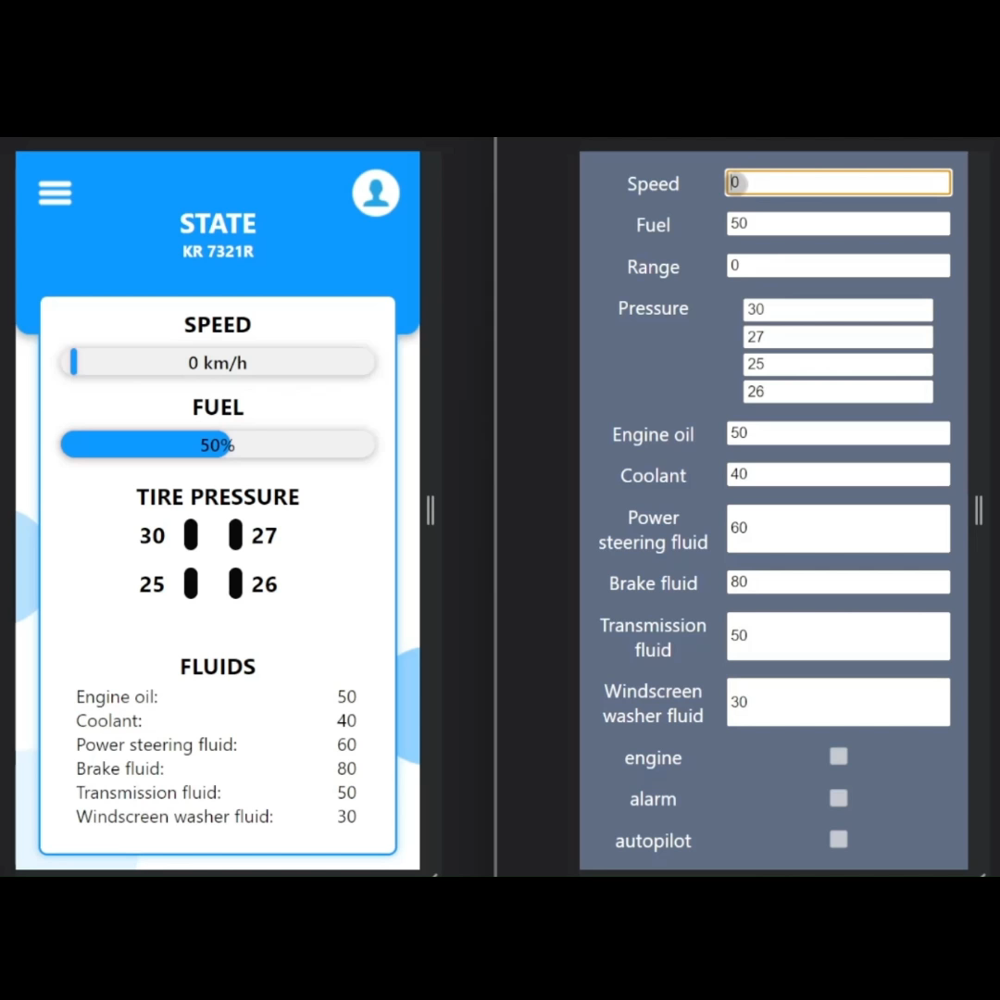 STATE
KR 7321R
SPEED
0 km/h
FUEL
50%
TIRE PRESSURE
30 27
25 26
FLUIDS
Engine oil: 50
Coolant: 40
Power steering fluid: 60
Brake fluid: 80
Transmission fluid: 50
Windscreen washer fluid: 30
Speed 0
Fuel 50
Range 0
Pressure 30
27
25
26
Engine oil 50
Coolant 40
Power
steering fluid 60
Brake fluid 80
Transmission
fluid 50
Windscreen
washer fluid 30
engine
alarm
autopilot